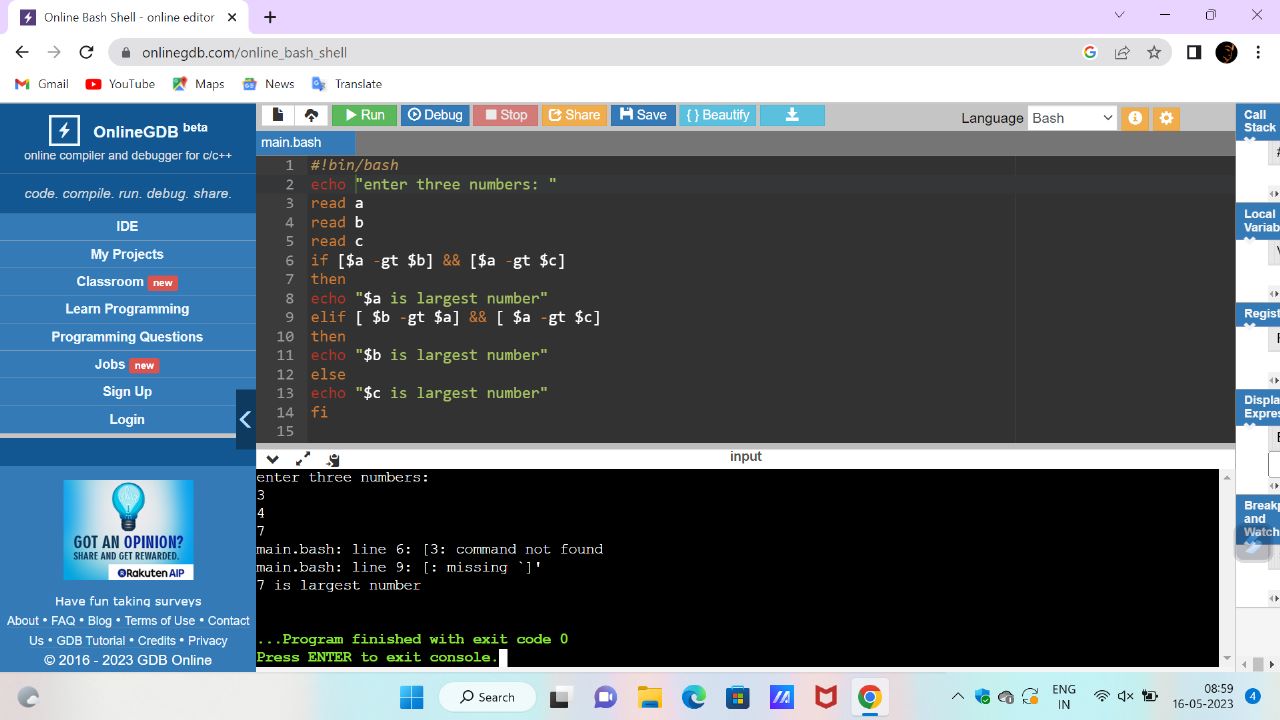 Online Bash Shell - online editor
onlinegdb.com/online_bash_shell
Gmail YouTube Maps News Translate
OnlineGDB beta
online compiler and debugger for c/c++
code. compile. run. debug. share.
IDE
My Projects
Classroom new
Learn Programming
Programming Questions
Jobs new
Sign Up
Login
GOT AN OPINION?
SHARE AND GET REWARDED.
Rakuten AIP
Have fun taking surveys
About • FAQ • Blog • Terms of Use • Contact
Us • GDB Tutorial • Credits • Privacy
© 2016 - 2023 GDB Online
Run Debug Stop Share Save { } Beautify
Language Bash
main.bash
1 #!bin/bash
2 echo "enter three numbers: "
3 read a
4 read b
5 read c
6 if [$a -gt $b] && [$a -gt $c]
7 then
8 echo "$a is largest number"
9 elif [ $b -gt $a] && [ $a -gt $c]
10 then
11 echo "$b is largest number"
12 else
13 echo "$c is largest number"
14 fi
15
input
enter three numbers:
3
4
7
main.bash: line 6: [3: command not found
main.bash: line 9: [: missing `]'
7 is largest number
...Program finished with exit code 0
Press ENTER to exit console.
Call
Stack
Local
Variab
Regist
Displa
Expre
Breakp
and
Watch
Search
ENG
IN
08:59
16-05-2023
4